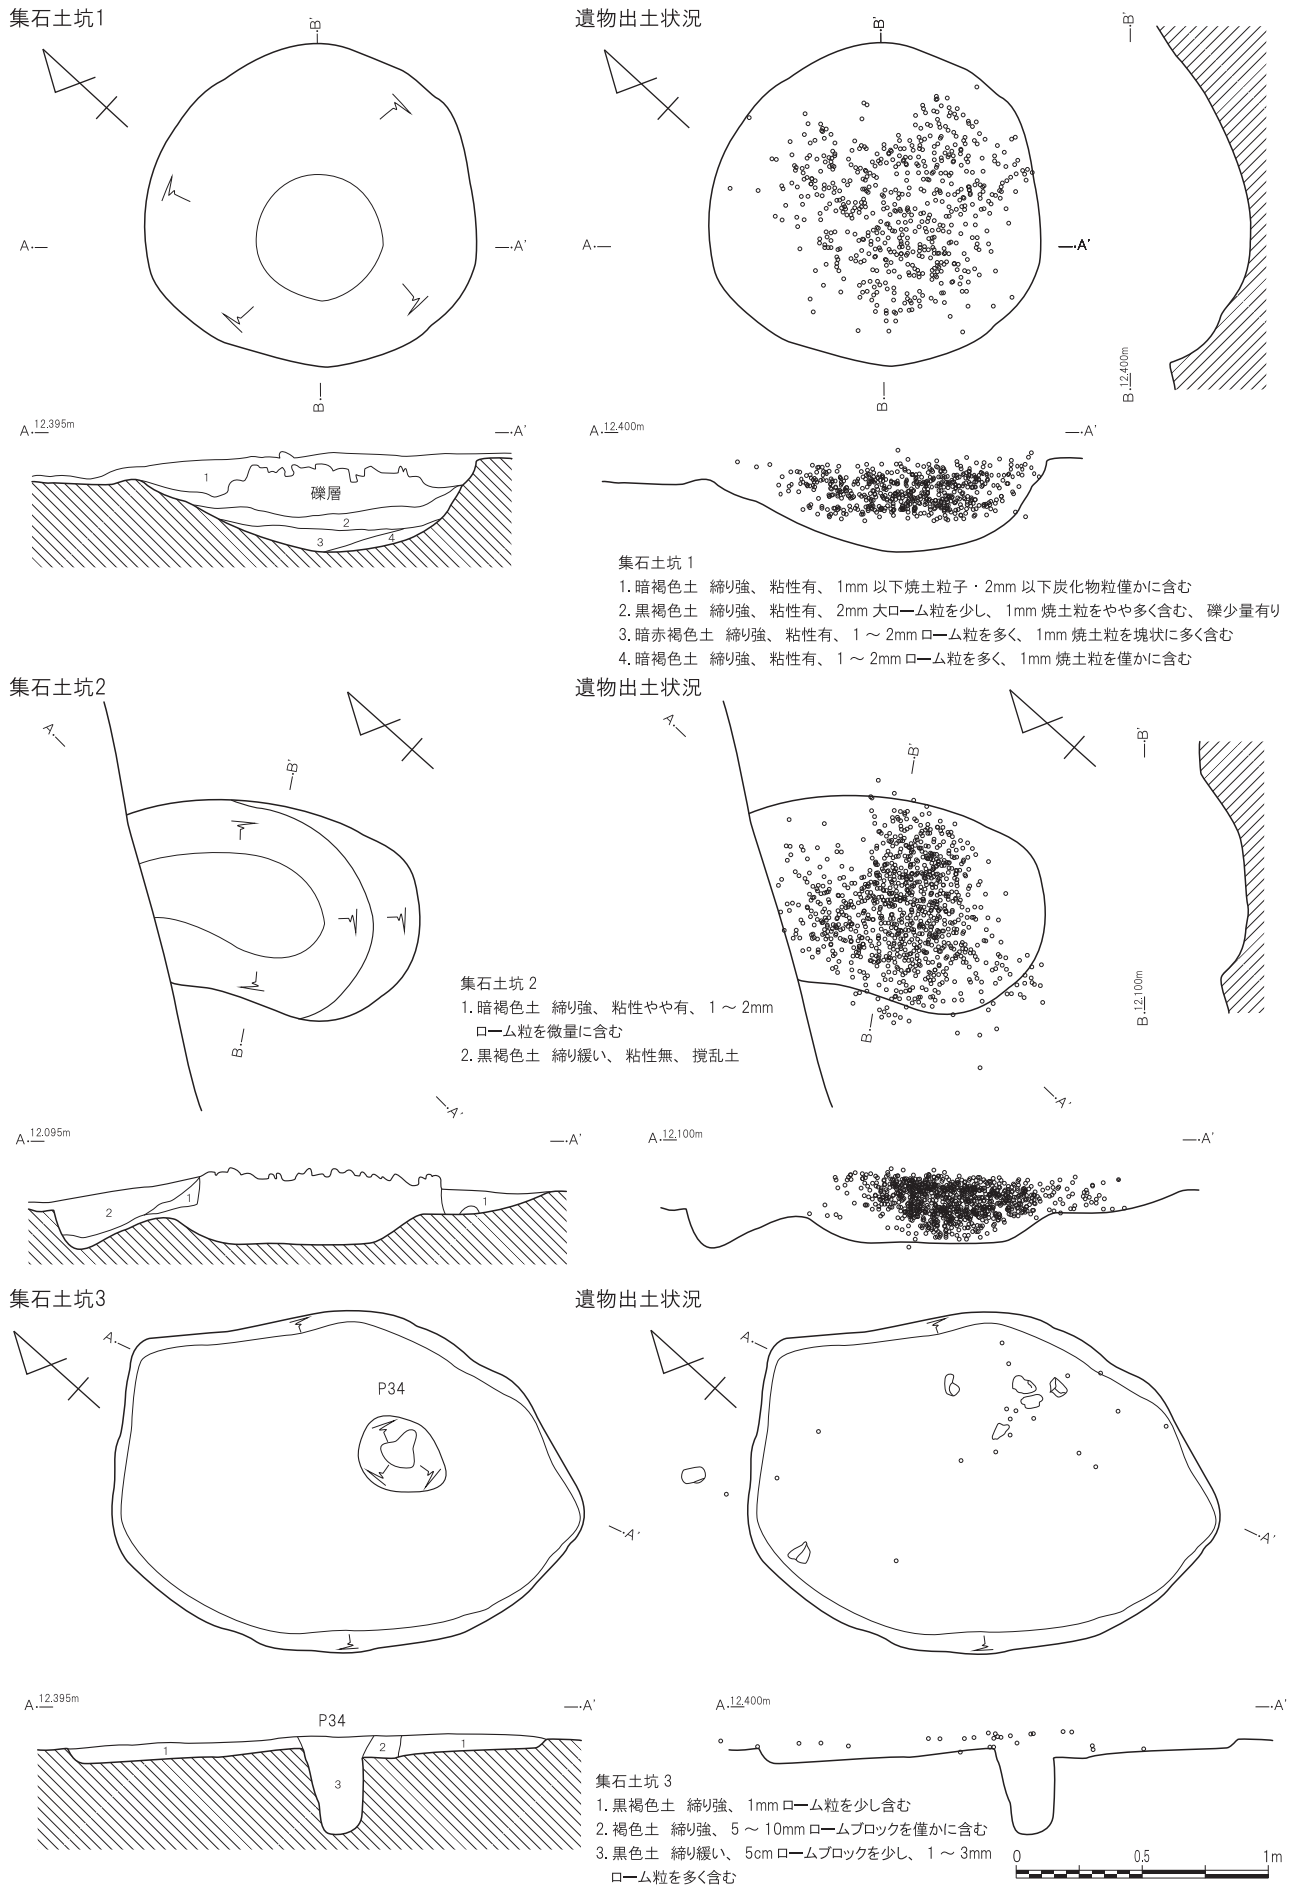 集石土坑1
遺物出土状況
B'
B'
B'
A
A'
A
A'
B
B
B 12.400m
A 12.395m
A'
A 12.400m
A'
1
礫層
2
3
4
集石土坑 1
1. 暗褐色土 締り強、 粘性有、 1mm 以下焼土粒子・2mm 以下炭化物粒僅かに含む
2. 黒褐色土 締り強、 粘性有、 2mm 大ローム粒を少し、 1mm 焼土粒をやや多く含む、 礫少量有り
3. 暗赤褐色土 締り強、 粘性有、 1 ～ 2mm ローム粒を多く、 1mm 焼土粒を塊状に多く含む
4. 暗褐色土 締り強、 粘性有、 1 ～ 2mm ローム粒を多く、 1mm 焼土粒を僅かに含む
集石土坑2
遺物出土状況
A
B'
A
B'
B'
B
A'
B
A'
B 12.100m
集石土坑 2
1. 暗褐色土 締り強、 粘性やや有、 1 ～ 2mm
ローム粒を微量に含む
2. 黒褐色土 締り緩い、 粘性無、 撹乱土
A 12.095m
A'
A 12.100m
A'
1
2
1
集石土坑3
遺物出土状況
A
P34
A'
A
A'
A 12.395m
A'
A 12.400m
A'
P34
1
2
1
3
集石土坑 3
1. 黒褐色土 締り強、 1mm ローム粒を少し含む
2. 褐色土 締り強、 5 ～ 10mm ロームブロックを僅かに含む
3. 黒色土 締り緩い、 5cm ロームブロックを少し、 1 ～ 3mm
ローム粒を多く含む
0 0.5 1m